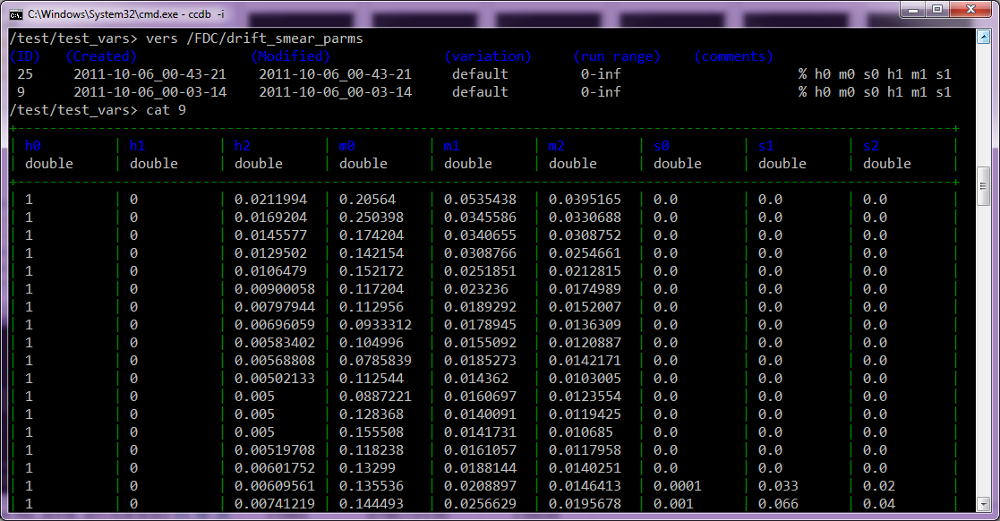 C:\Windows\System32\cmd.exe - ccdb -i
/test/test_vars> vers /FDC/drift_smear_parms
(ID) (Created) (Modified) (variation) (run range) (comments)
25 2011-10-06_00-43-21 2011-10-06_00-43-21 default 0-inf % h0 m0 s0 h1 m1 s1
9 2011-10-06_00-03-14 2011-10-06_00-03-14 default 0-inf % h0 m0 s0 h1 m1 s1
/test/test_vars> cat 9
| h0 | h1 | h2 | m0 | m1 | m2 | s0 | s1 | s2 |
| double | double | double | double | double | double | double | double | double |
| 1 | 0 | 0.0211994 | 0.20564 | 0.0535438 | 0.0395165 | 0.0 | 0.0 | 0.0 |
| 1 | 0 | 0.0169204 | 0.250398 | 0.0345586 | 0.0330688 | 0.0 | 0.0 | 0.0 |
| 1 | 0 | 0.0145577 | 0.174204 | 0.0340655 | 0.0308752 | 0.0 | 0.0 | 0.0 |
| 1 | 0 | 0.0129502 | 0.142154 | 0.0308766 | 0.0254661 | 0.0 | 0.0 | 0.0 |
| 1 | 0 | 0.0106479 | 0.152172 | 0.0251851 | 0.0212815 | 0.0 | 0.0 | 0.0 |
| 1 | 0 | 0.00900058 | 0.117204 | 0.023236 | 0.0174989 | 0.0 | 0.0 | 0.0 |
| 1 | 0 | 0.00797944 | 0.112956 | 0.0189292 | 0.0152007 | 0.0 | 0.0 | 0.0 |
| 1 | 0 | 0.00696059 | 0.0933312 | 0.0178945 | 0.0136309 | 0.0 | 0.0 | 0.0 |
| 1 | 0 | 0.00583402 | 0.104996 | 0.0155092 | 0.0120887 | 0.0 | 0.0 | 0.0 |
| 1 | 0 | 0.00568808 | 0.0785839 | 0.0185273 | 0.0142171 | 0.0 | 0.0 | 0.0 |
| 1 | 0 | 0.00502133 | 0.112544 | 0.014362 | 0.0103005 | 0.0 | 0.0 | 0.0 |
| 1 | 0 | 0.005 | 0.0887221 | 0.0160697 | 0.0123554 | 0.0 | 0.0 | 0.0 |
| 1 | 0 | 0.005 | 0.128368 | 0.0140091 | 0.0119425 | 0.0 | 0.0 | 0.0 |
| 1 | 0 | 0.005 | 0.155508 | 0.0141731 | 0.010685 | 0.0 | 0.0 | 0.0 |
| 1 | 0 | 0.00519708 | 0.118238 | 0.0161057 | 0.0117958 | 0.0 | 0.0 | 0.0 |
| 1 | 0 | 0.00601752 | 0.13299 | 0.0188144 | 0.0140251 | 0.0 | 0.0 | 0.0 |
| 1 | 0 | 0.00609561 | 0.135536 | 0.0208897 | 0.0146413 | 0.0001 | 0.033 | 0.02 |
| 1 | 0 | 0.00741219 | 0.144493 | 0.0256629 | 0.0195678 | 0.001 | 0.066 | 0.04 |